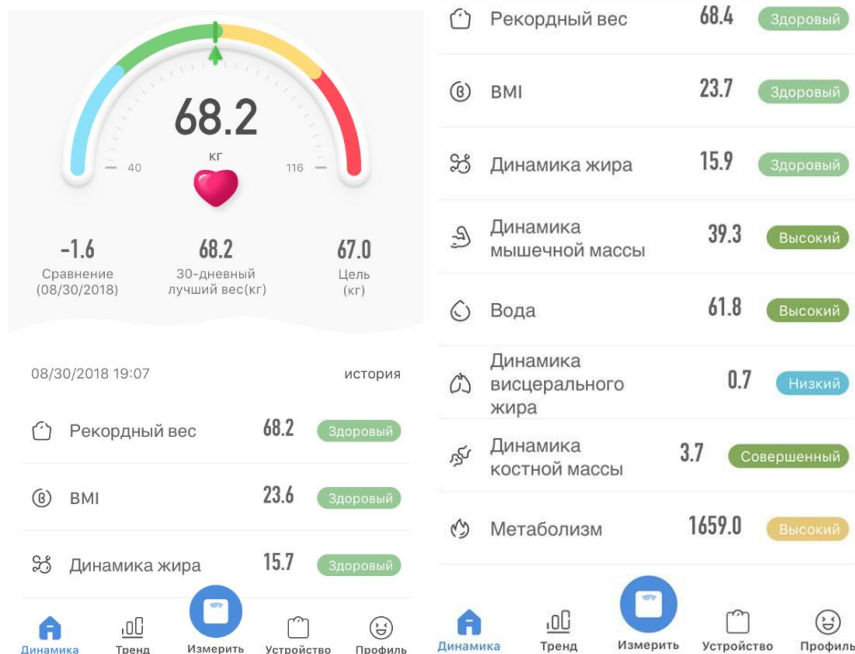 68.2
кг
40
116
-1.6
68.2
67.0
Сравнение
30-дневный
Цель
(08/30/2018)
лучший вес(кг)
(кг)
08/30/2018 19:07
история
Рекордный вес 68.2 Здоровый
BMI 23.6 Здоровый
Динамика жира 15.7 Здоровый
Динамика
Тренд
Измерить
Устройство
Профиль
Рекордный вес 68.4 Здоровый
BMI 23.7 Здоровый
Динамика жира 15.9 Здоровый
Динамика
мышечной массы
39.3 Высокий
Вода 61.8 Высокий
Динамика
висцерального
жира
0.7 Низкий
Динамика
костной массы
3.7 Совершенный
Метаболизм 1659.0 Высокий
Динамика
Тренд
Измерить
Устройство
Профиль